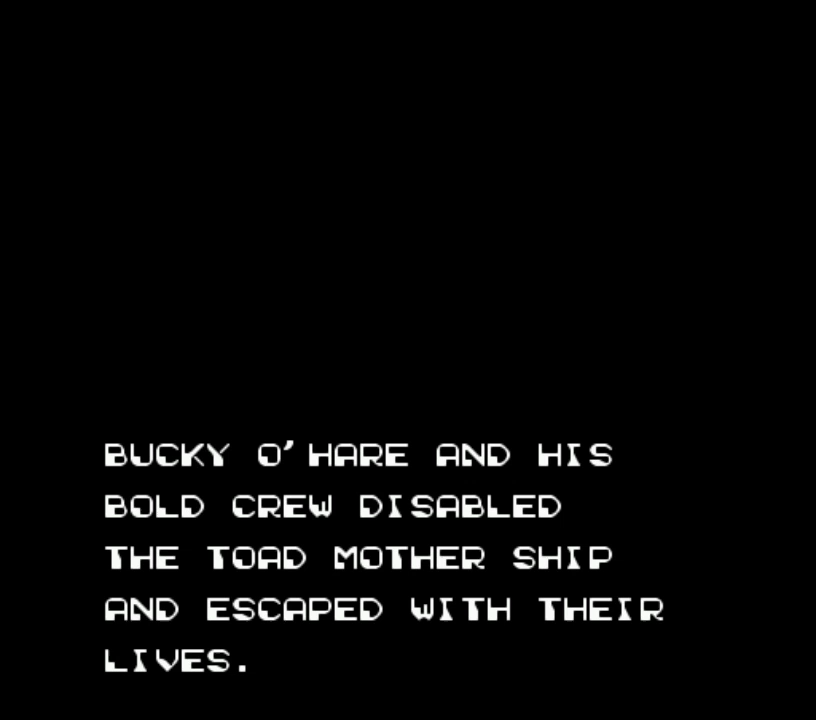 BUCKY O'HARE AND HIS
BOLD CREW DISABLED
THE TOAD MOTHER SHIP
AND ESCAPED WITH THEIR
LIVES.